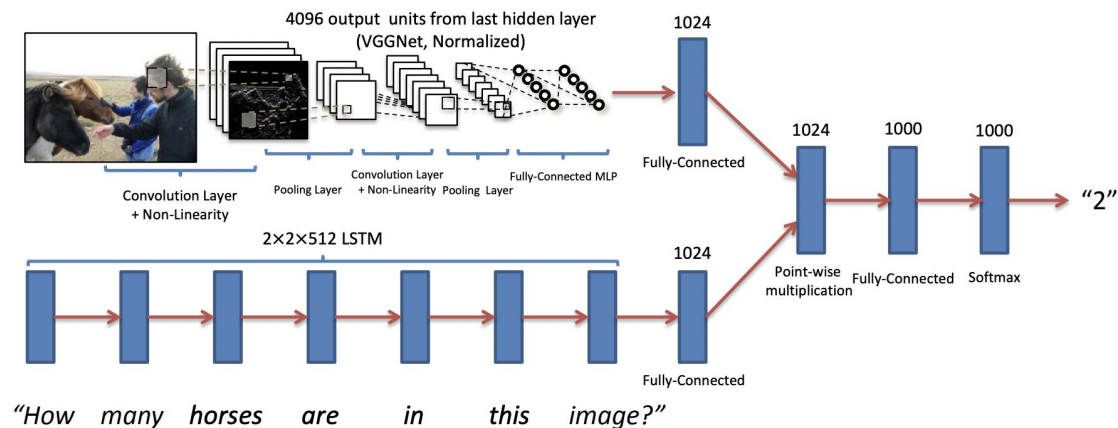 4096 output units from last hidden layer
(VGGNet, Normalized)
1024
Convolution Layer
+ Non-Linearity
Pooling Layer
Convolution Layer
+ Non-Linearity
Pooling Layer
Fully-Connected MLP
Fully-Connected
1024
1000
1000
"2"
2×2×512 LSTM
1024
Point-wise
multiplication
Fully-Connected
Softmax
Fully-Connected
"How many horses are in this image?"